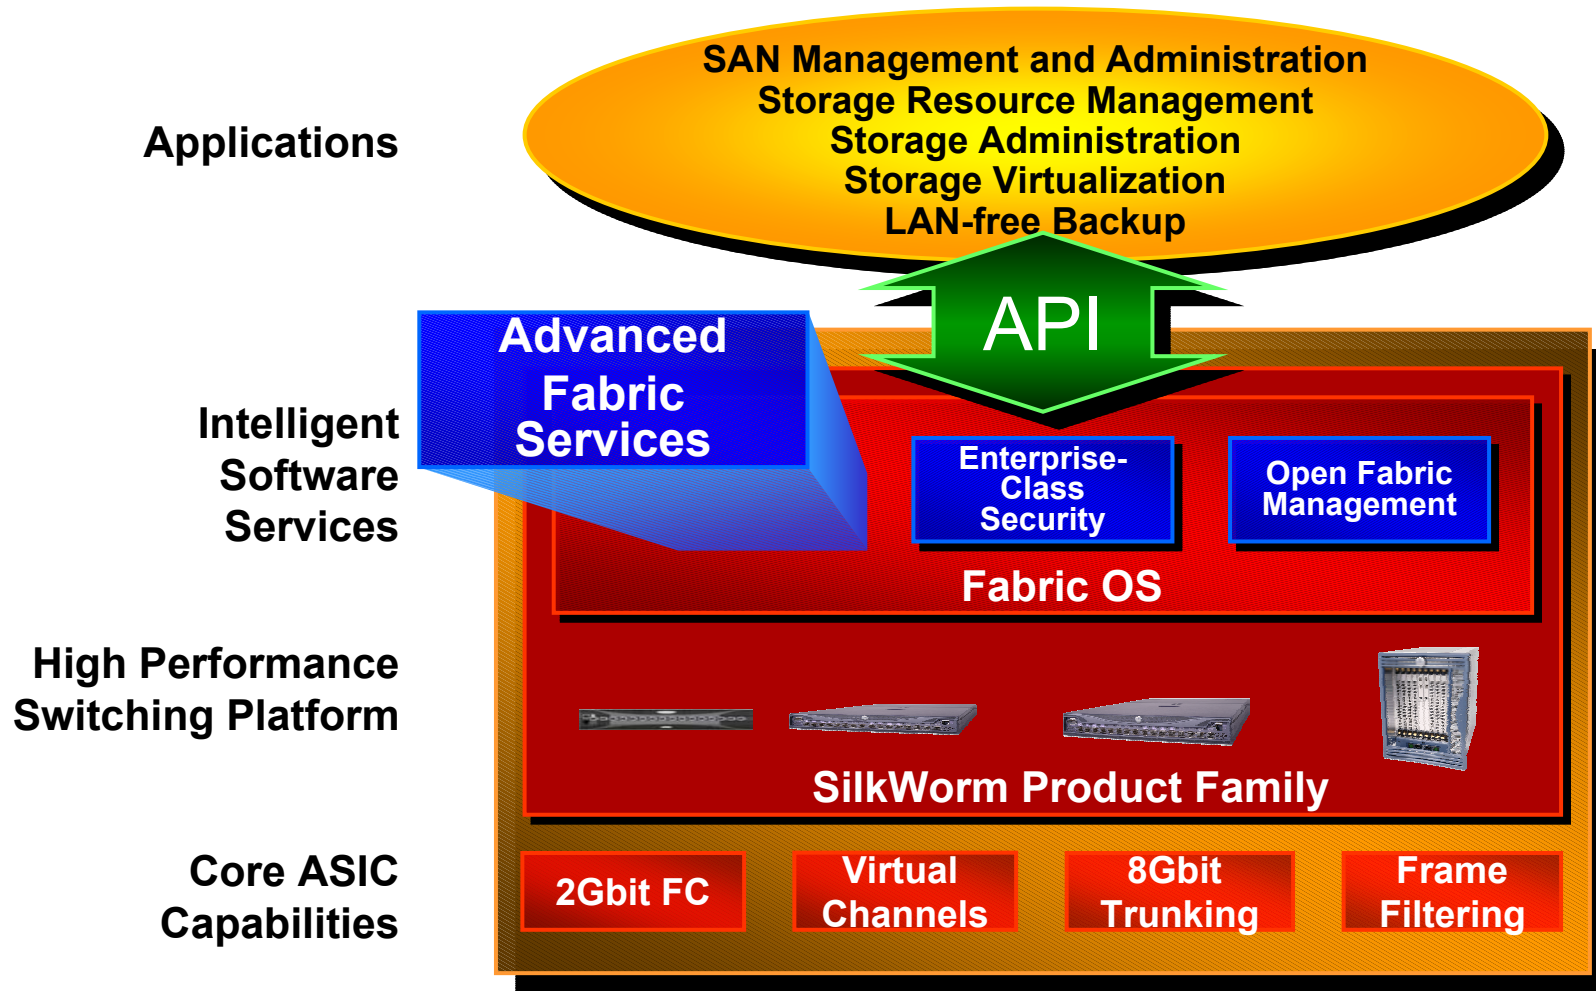 SAN Management and Administration
Storage Resource Management
Storage Administration
Storage Virtualization
LAN-free Backup
Applications
API
Advanced
Fabric
Services
Intelligent
Software
Services
Enterprise-
Class
Security
Open Fabric
Management
Fabric OS
High Performance
Switching Platform
SilkWorm Product Family
Core ASIC
Capabilities
2Gbit FC
Virtual
Channels
8Gbit
Trunking
Frame
Filtering